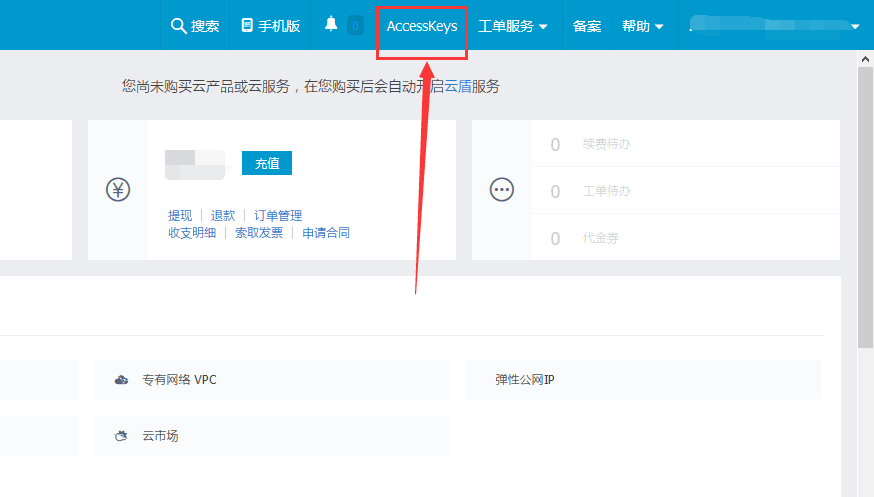 搜索 手机版 0 AccessKeys 工单服务 备案 帮助
您尚未购买云产品或云服务，在您购买后会自动开启云盾服务
充值
提现 退款 订单管理
收支明细 索取发票 申请合同
0 续费待办
0 工单待办
0 代金券
专有网络 VPC
弹性公网IP
云市场